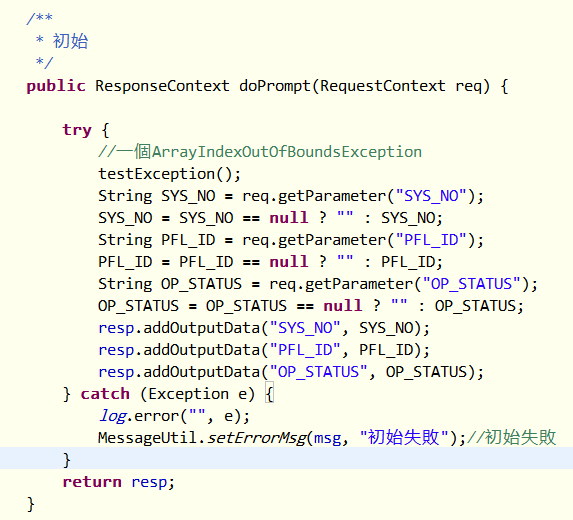 /**
 * 初始
 */
public ResponseContext doPrompt(RequestContext req) {
try {
//一個ArrayIndexOutOfBoundsException
testException();
String SYS_NO = req.getParameter("SYS_NO");
SYS_NO = SYS_NO == null ? "" : SYS_NO;
String PFL_ID = req.getParameter("PFL_ID");
PFL_ID = PFL_ID == null ? "" : PFL_ID;
String OP_STATUS = req.getParameter("OP_STATUS");
OP_STATUS = OP_STATUS == null ? "" : OP_STATUS;
resp.addOutputData("SYS_NO", SYS_NO);
resp.addOutputData("PFL_ID", PFL_ID);
resp.addOutputData("OP_STATUS", OP_STATUS);
} catch (Exception e) {
log.error("", e);
MessageUtil.setErrorMsg(msg, "初始失敗");//初始失敗
}
return resp;
}